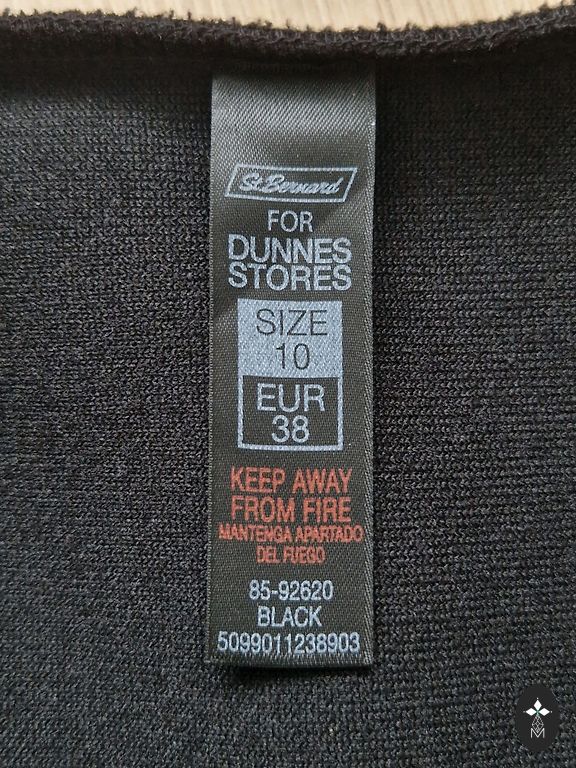 St. Bernard
FOR
DUNNES
STORES
SIZE
10
EUR
38
KEEP AWAY
FROM FIRE
MANTENGA APARTADO
DEL FUEGO
85-92620
BLACK
5099011238903
M